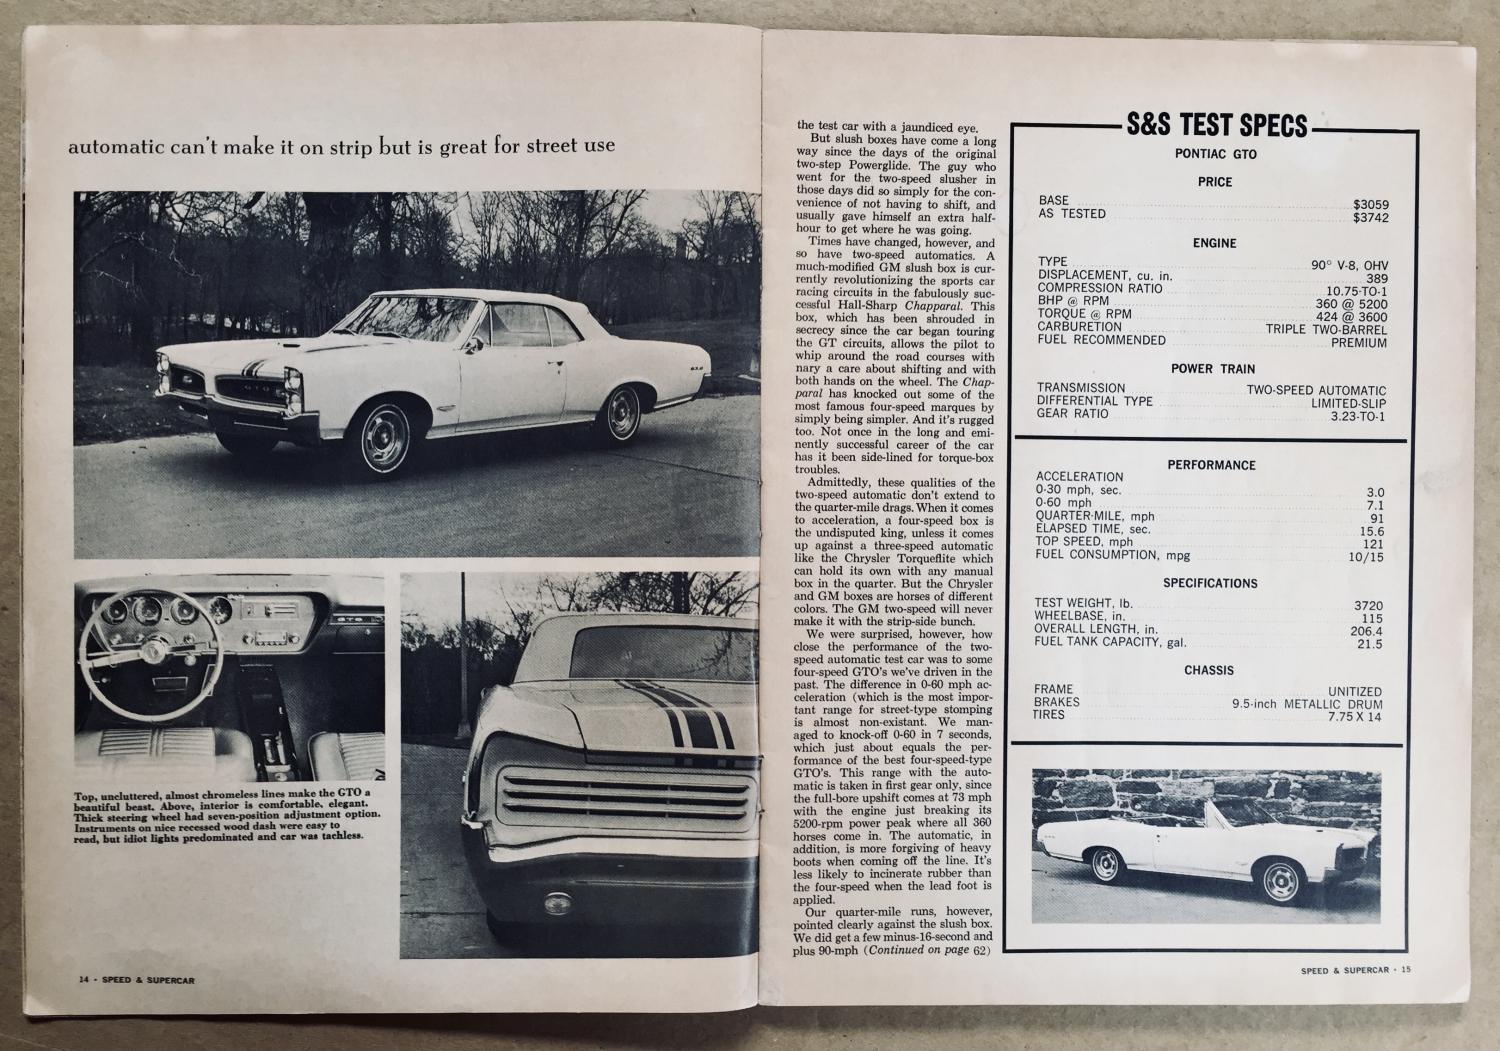 automatic can't make it on strip but is great for street use
GTO
Top, uncluttered, almost chromeless lines make the GTO a
beautiful beast. Above, interior is comfortable, elegant.
Thick steering wheel had seven-position adjustment option.
Instruments on nice recessed wood dash were easy to
read, but idiot lights predominated and car was tachless.
14 • SPEED & SUPERCAR
the test car with a jaundiced eye.
But slush boxes have come a long
way since the days of the original
two-step Powerglide. The guy who
went for the two-speed slusher in
those days did so simply for the con-
venience of not having to shift, and
usually gave himself an extra half-
hour to get where he was going.
Times have changed, however, and
so have two-speed automatics. A
much-modified GM slush box is cur-
rently revolutionizing the sports car
racing circuits in the fabulously suc-
cessful Hall-Sharp Chapparal. This
box, which has been shrouded in
secrecy since the car began touring
the GT circuits, allows the pilot to
whip around the road courses with
nary a care about shifting and with
both hands on the wheel. The Chap-
paral has knocked out some of the
most famous four-speed marques by
simply being simpler. And it's rugged
too. Not once in the long and emi-
nently successful career of the car
has it been side-lined for torque-box
troubles.
Admittedly, these qualities of the
two-speed automatic don't extend to
the quarter-mile drags. When it comes
to acceleration, a four-speed box is
the undisputed king, unless it comes
up against a three-speed automatic
like the Chrysler Torqueflite which
can hold its own with any manual
box in the quarter. But the Chrysler
and GM boxes are horses of different
colors. The GM two-speed will never
make it with the strip-side bunch.
We were surprised, however, how
close the performance of the two-
speed automatic test car was to some
four-speed GTO's we've driven in the
past. The difference in 0-60 mph ac-
celeration (which is the most impor-
tant range for street-type stomping
is almost non-existant. We man-
aged to knock-off 0-60 in 7 seconds,
which just about equals the per-
formance of the best four-speed-type
GTO's. This range with the auto-
matic is taken in first gear only, since
the full-bore upshift comes at 73 mph
with the engine just breaking its
5200-rpm power peak where all 360
horses come in. The automatic, in
addition, is more forgiving of heavy
boots when coming off the line. It's
less likely to incinerate rubber than
the four-speed when the lead foot is
applied.
Our quarter-mile runs, however,
pointed clearly against the slush box.
We did get a few minus-16-second and
plus 90-mph (Continued on page 62)
S&S TEST SPECS
PONTIAC GTO
PRICE
BASE $3059
AS TESTED $3742
ENGINE
TYPE 90° V-8, OHV
DISPLACEMENT, cu. in. 389
COMPRESSION RATIO 10.75-TO-1
BHP @ RPM 360 @ 5200
TORQUE @ RPM 424 @ 3600
CARBURETION TRIPLE TWO-BARREL
FUEL RECOMMENDED PREMIUM
POWER TRAIN
TRANSMISSION TWO-SPEED AUTOMATIC
DIFFERENTIAL TYPE LIMITED-SLIP
GEAR RATIO 3.23-TO-1
PERFORMANCE
ACCELERATION
0-30 mph, sec. 3.0
0-60 mph 7.1
QUARTER-MILE, mph 91
ELAPSED TIME, sec. 15.6
TOP SPEED, mph 121
FUEL CONSUMPTION, mpg 10/15
SPECIFICATIONS
TEST WEIGHT, lb. 3720
WHEELBASE, in. 115
OVERALL LENGTH, in. 206.4
FUEL TANK CAPACITY, gal. 21.5
CHASSIS
FRAME UNITIZED
BRAKES 9.5-inch METALLIC DRUM
TIRES 7.75 X 14
SPEED & SUPERCAR • 15